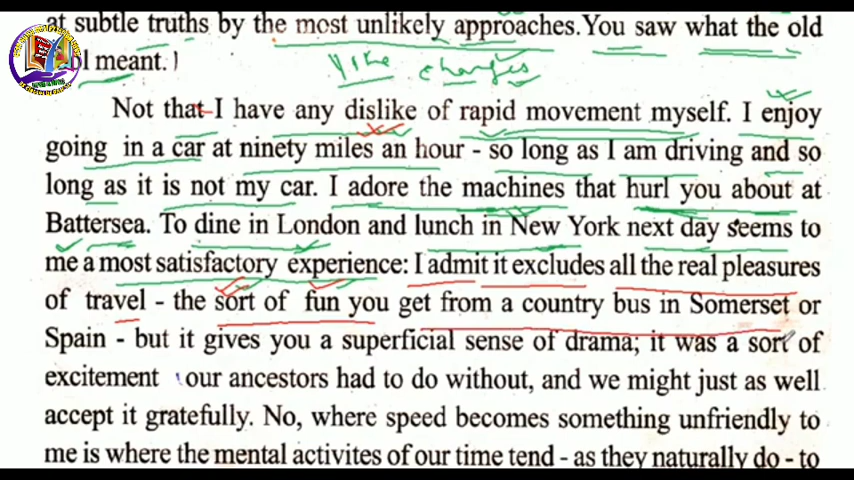 at subtle truths by the most unlikely approaches. You saw what the old
meant.
changes
Not that I have any dislike of rapid movement myself. I enjoy
going in a car at ninety miles an hour - so long as I am driving and so
long as it is not my car. I adore the machines that hurl you about at
Battersea. To dine in London and lunch in New York next day seems to
me a most satisfactory experience: I admit it excludes all the real pleasures
of travel - the sort of fun you get from a country bus in Somerset or
Spain - but it gives you a superficial sense of drama; it was a sort of
excitement our ancestors had to do without, and we might just as well
accept it gratefully. No, where speed becomes something unfriendly to
me is where the mental activites of our time tend - as they naturally do - to